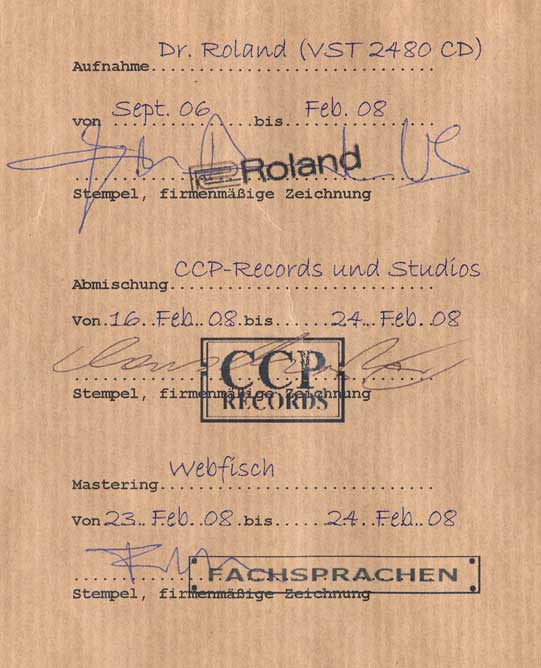 Aufnahme Dr. Roland (VST 2480 CD)
von Sept. 06 bis Feb. 08
Roland
Stempel, firmenmäßige Zeichnung
Abmischung CCP-Records und Studios
Von 16. Feb. 08 bis 24. Feb. 08
CCP
RECORDS
Stempel, firmenmäßige Zeichnung
Mastering Webfisch
Von 23. Feb. 08 bis 24. Feb. 08
FACHSPRACHEN
Stempel, firmenmäßige Zeichnung